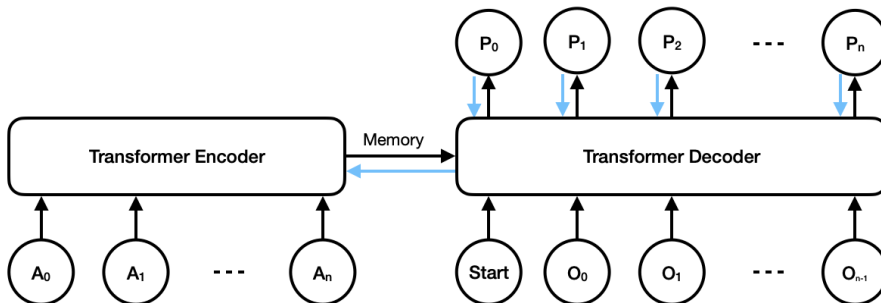 P₀ P₁ P₂ Pₙ
Memory
Transformer Encoder Transformer Decoder
A₀ A₁ Aₙ Start O₀ O₁ Oₙ₋₁